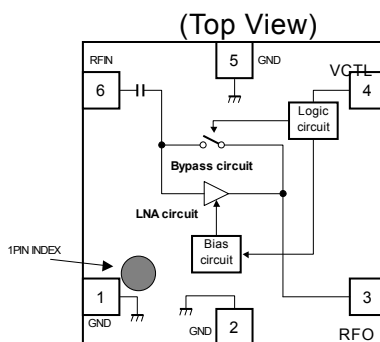 (Top View)
RFIN
5
GND
VCTL
6
4
Logic
circuit
Bypass circuit
LNA circuit
1PIN INDEX
Bias
circuit
1
3
GND
GND
2
RFO